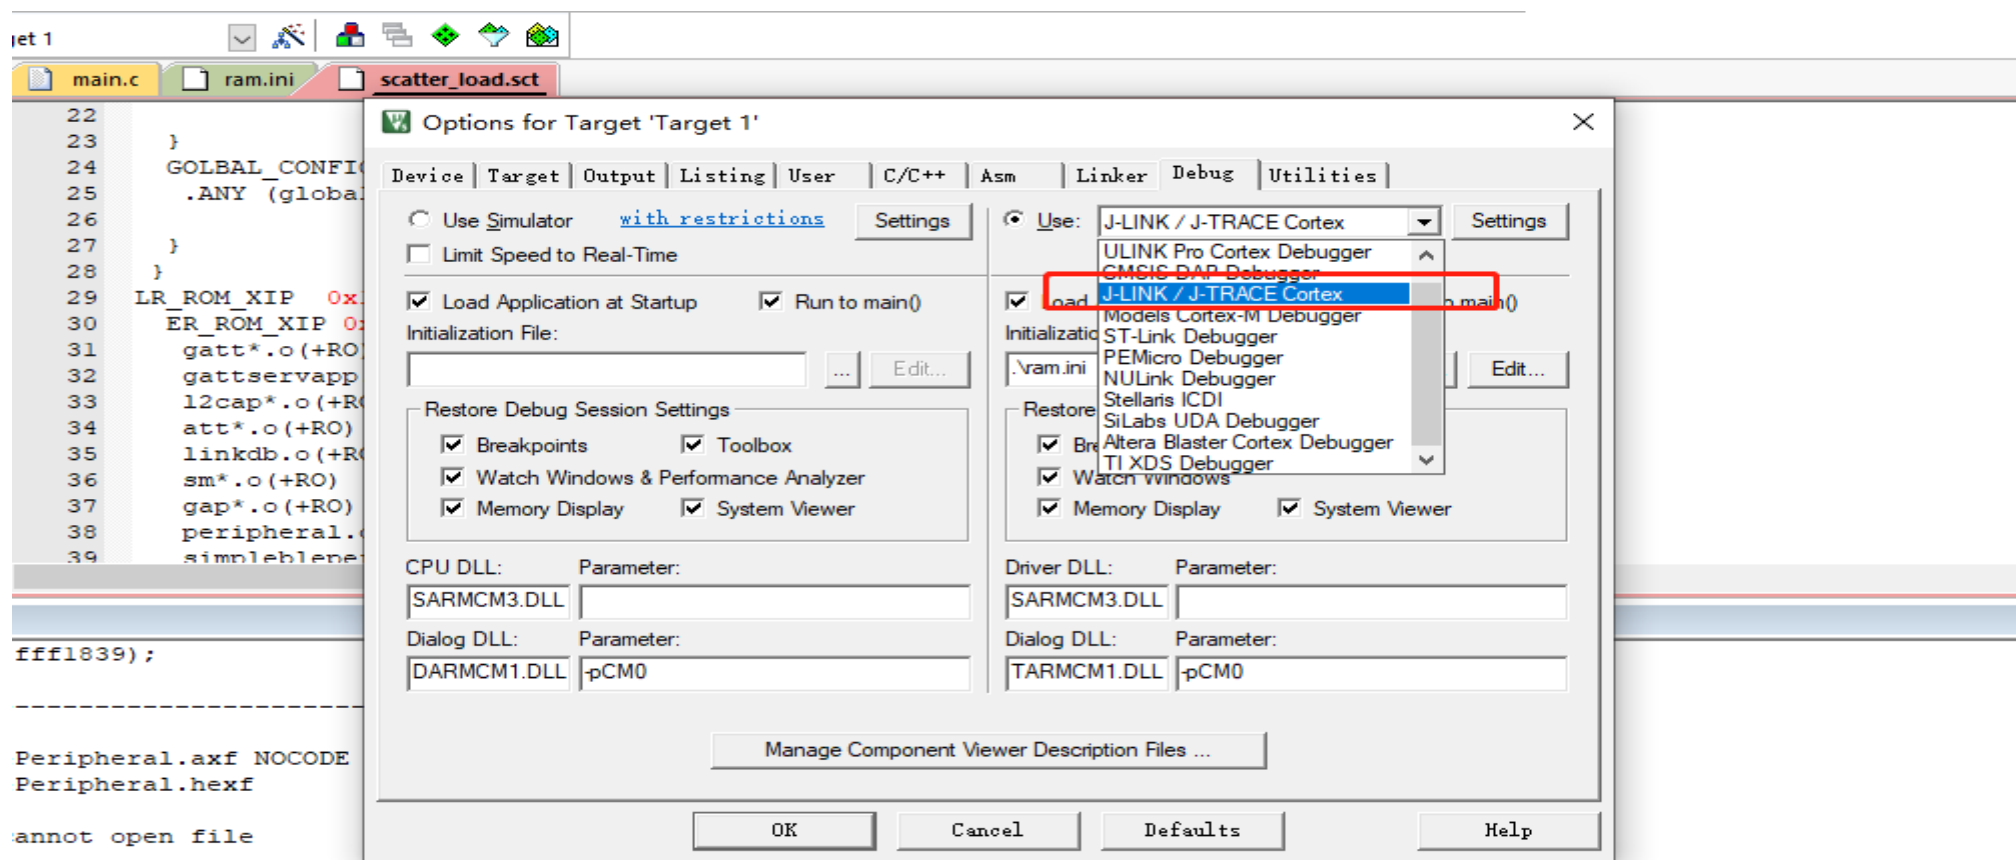 get 1
main.c ram.ini scatter_load.sct
Options for Target 'Target 1'
Device Target Output Listing User C/C++ Asm Linker Debug Utilities
Use Simulator with restrictions Settings
Limit Speed to Real-Time
Use: J-LINK / J-TRACE Cortex Settings
ULINK Pro Cortex Debugger
CMSIS DAP Debugger
J-LINK / J-TRACE Cortex
Models Cortex-M Debugger
ST-Link Debugger
PEMicro Debugger
NULink Debugger
Stellaris ICDI
SiLabs UDA Debugger
Altera Blaster Cortex Debugger
TI XDS Debugger
Load Application at Startup Run to main()
Initialization File:
... Edit...
Load main()
.\ram.ini Edit...
Restore Debug Session Settings
Breakpoints Toolbox
Watch Windows & Performance Analyzer
Memory Display System Viewer
Restore
Watch Windows
Memory Display System Viewer
CPU DLL: Parameter:
SARMCM3.DLL
Dialog DLL: Parameter:
DARMCM1.DLL -pCM0
Driver DLL: Parameter:
SARMCM3.DLL
Dialog DLL: Parameter:
TARMCM1.DLL -pCM0
Manage Component Viewer Description Files ...
OK Cancel Defaults Help
22
23 }
24 GOLBAL_CONFI
25 .ANY (global
26
27 }
28 }
29 LR_ROM_XIP 0x
30 ER_ROM_XIP 0
31 gatt*.o(+RO)
32 gattservapp
33 l2cap*.o(+RO
34 att*.o(+RO)
35 linkdb.o(+RO
36 sm*.o(+RO)
37 gap*.o(+RO)
38 peripheral.
39 simpleblepe
fff1839);
-----------------------
Peripheral.axf NOCODE
Peripheral.hexf
annot open file